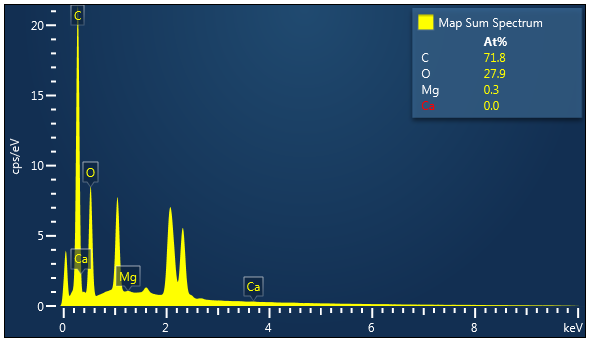 Map Sum Spectrum
At%
C 71.8
O 27.9
Mg 0.3
Ca 0.0
C
O
Ca
Mg
Ca
cps/eV
20
15
10
5
0
0 2 4 6 8 keV